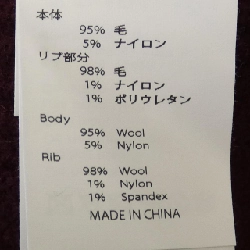 本体
95% 毛
5% ナイロン
リブ部分
98% 毛
1% ナイロン
1% ポリウレタン
Body
95% Wool
5% Nylon
Rib
98% Wool
1% Nylon
1% Spandex
MADE IN CHINA